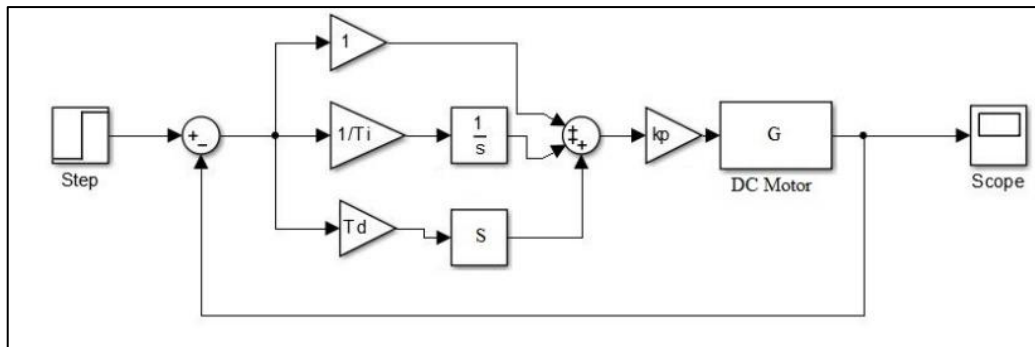 1
Step
+
−
1/Ti
1
s
+
+
+
kp
G
DC Motor
Scope
Td
S